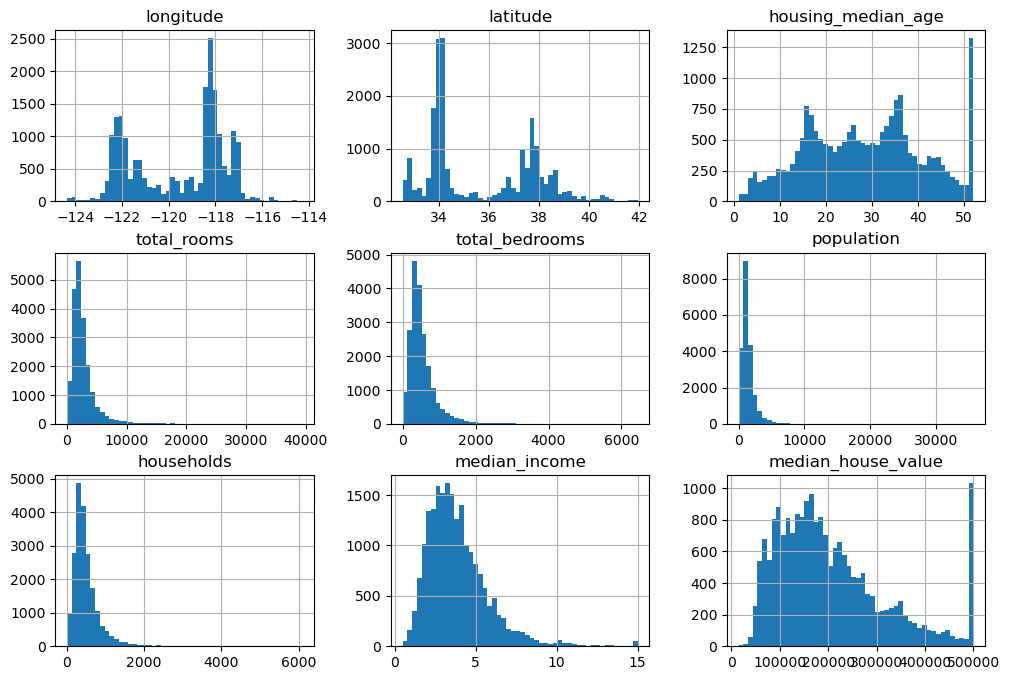 longitude
2500
2000
1500
1000
500
0
−124 −122 −120 −118 −116 −114
latitude
3000
2000
1000
0
34 36 38 40 42
housing_median_age
1250
1000
750
500
250
0
0 10 20 30 40 50
total_rooms
5000
4000
3000
2000
1000
0
0 10000 20000 30000 40000
total_bedrooms
5000
4000
3000
2000
1000
0
0 2000 4000 6000
population
8000
6000
4000
2000
0
0 10000 20000 30000
households
5000
4000
3000
2000
1000
0
0 2000 4000 6000
median_income
1500
1000
500
0
0 5 10 15
median_house_value
1000
800
600
400
200
0
0 100000 200000 300000 400000 500000